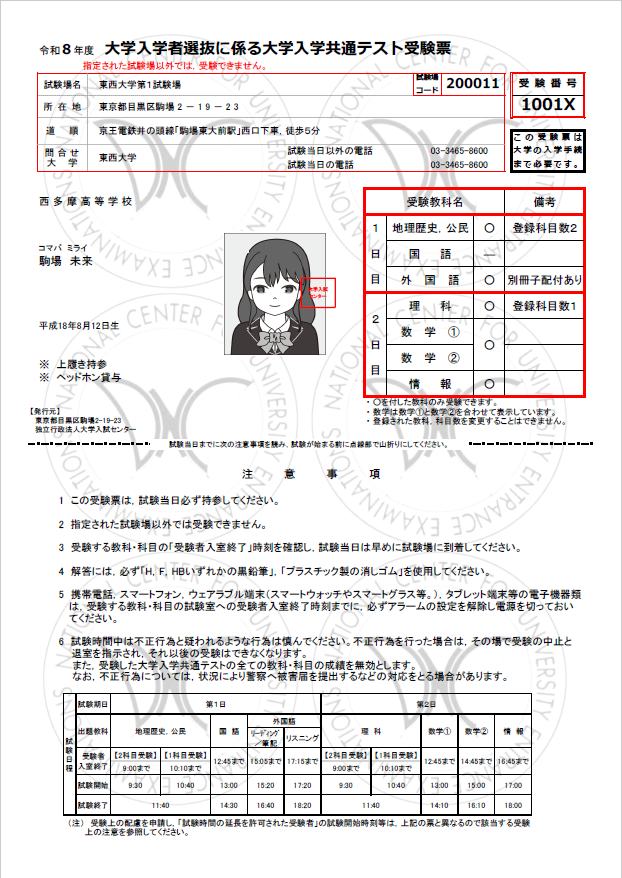 令和８年度 大学入学者選抜に係る大学入学共通テスト受験票
指定された試験場以外では，受験できません。
試験場名 東西大学第１試験場 試験場コード 200011
所在地 東京都目黒区駒場２－１９－２３
道順 京王電鉄井の頭線「駒場東大前駅」西口下車，徒歩５分
問合せ大学 東西大学
試験当日以外の電話 03-3465-8600
試験当日の電話 03-3465-8600
受験番号
1001X
この受験票は
大学の入学手続
まで必要です。
西多摩高等学校
コマバ ミライ
駒場 未来
大学入試
センター
平成18年8月12日生
※ 上履き持参
※ ヘッドホン貸与
受験教科名 備考
1日目 地理歴史，公民 ○ 登録科目数2
国語 ―
外国語 ○ 別冊子配付あり
2日目 理科 ○ 登録科目数1
数学① ○
数学②
情報 ○
・○を付した教科のみ受験できます。
・数学は数学①と数学②を合わせて表示しています。
・登録された教科，科目数を変更することはできません。
【発行元】
東京都目黒区駒場2-19-23
独立行政法人大学入試センター
試験当日までに次の注意事項を読み，試験が始まる前に点線部で山折りにしてください。
注意事項
1 この受験票は，試験当日必ず持参してください。
2 指定された試験場以外では受験できません。
3 受験する教科・科目の「受験者入室終了」時刻を確認し，試験当日は早めに試験場に到着してください。
4 解答には，必ず「H，F，HBいずれかの黒鉛筆」，「プラスチック製の消しゴム」を使用してください。
5 携帯電話，スマートフォン，ウェアラブル端末（スマートウォッチやスマートグラス等。），タブレット端末等の電子機器類
は，受験する教科・科目の試験室への受験者入室終了時刻までに，必ずアラームの設定を解除し電源を切っておい
てください。
6 試験時間中は不正行為と疑われるような行為は慎んでください。不正行為を行った場合は，その場で受験の中止と
退室を指示され，それ以後の受験はできなくなります。
また，受験した大学入学共通テストの全ての教科・科目の成績を無効とします。
なお，不正行為については，状況により警察へ被害届を提出するなどの対応をとる場合があります。
試験日程
試験期日 第1日 第2日
出題教科 地理歴史，公民 国語 外国語 リーディング／筆記 リスニング 理科 数学① 数学② 情報
受験者入室終了 【2科目受験】 9:00まで 【1科目受験】 10:10まで 12:45まで 15:05まで 17:15まで 【2科目受験】 9:00まで 【1科目受験】 10:10まで 12:45まで 14:45まで 16:45まで
試験開始 9:30 10:40 13:00 15:20 17:20 9:30 10:40 13:00 15:00 17:00
試験終了 11:40 14:30 16:40 18:20 11:40 14:10 16:10 18:00
（注） 受験上の配慮を申請し，「試験時間の延長を許可された受験者」の試験開始時刻等は，上記の票と異なるので該当する受験
上の注意を参照してください。
NATIONAL CENTER FOR UNIVERSITY ENTRANCE EXAMINATIONS